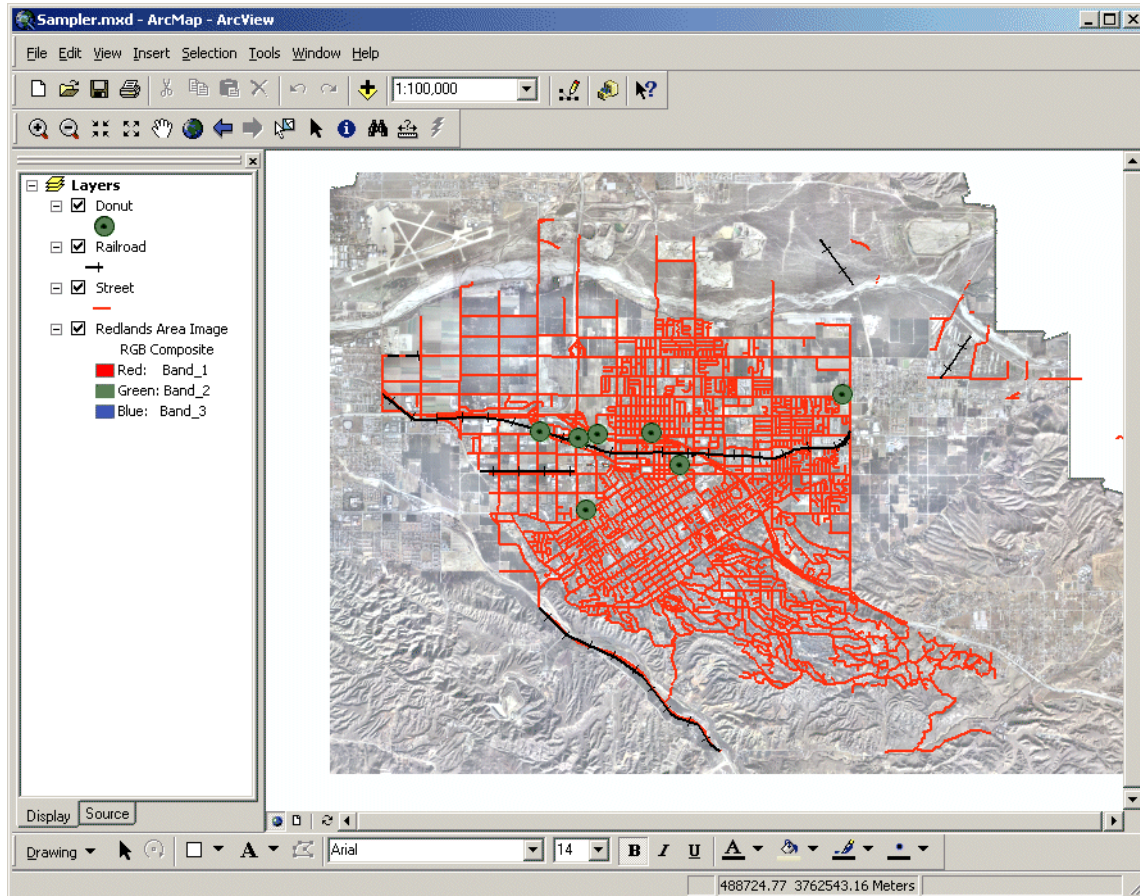 Sampler.mxd - ArcMap - ArcView
File Edit View Insert Selection Tools Window Help
1:100,000
Layers
Donut
Railroad
Street
Redlands Area Image
RGB Composite
Red: Band_1
Green: Band_2
Blue: Band_3
Display Source
Drawing A Arial 14 B I U A
488724.77 3762543.16 Meters